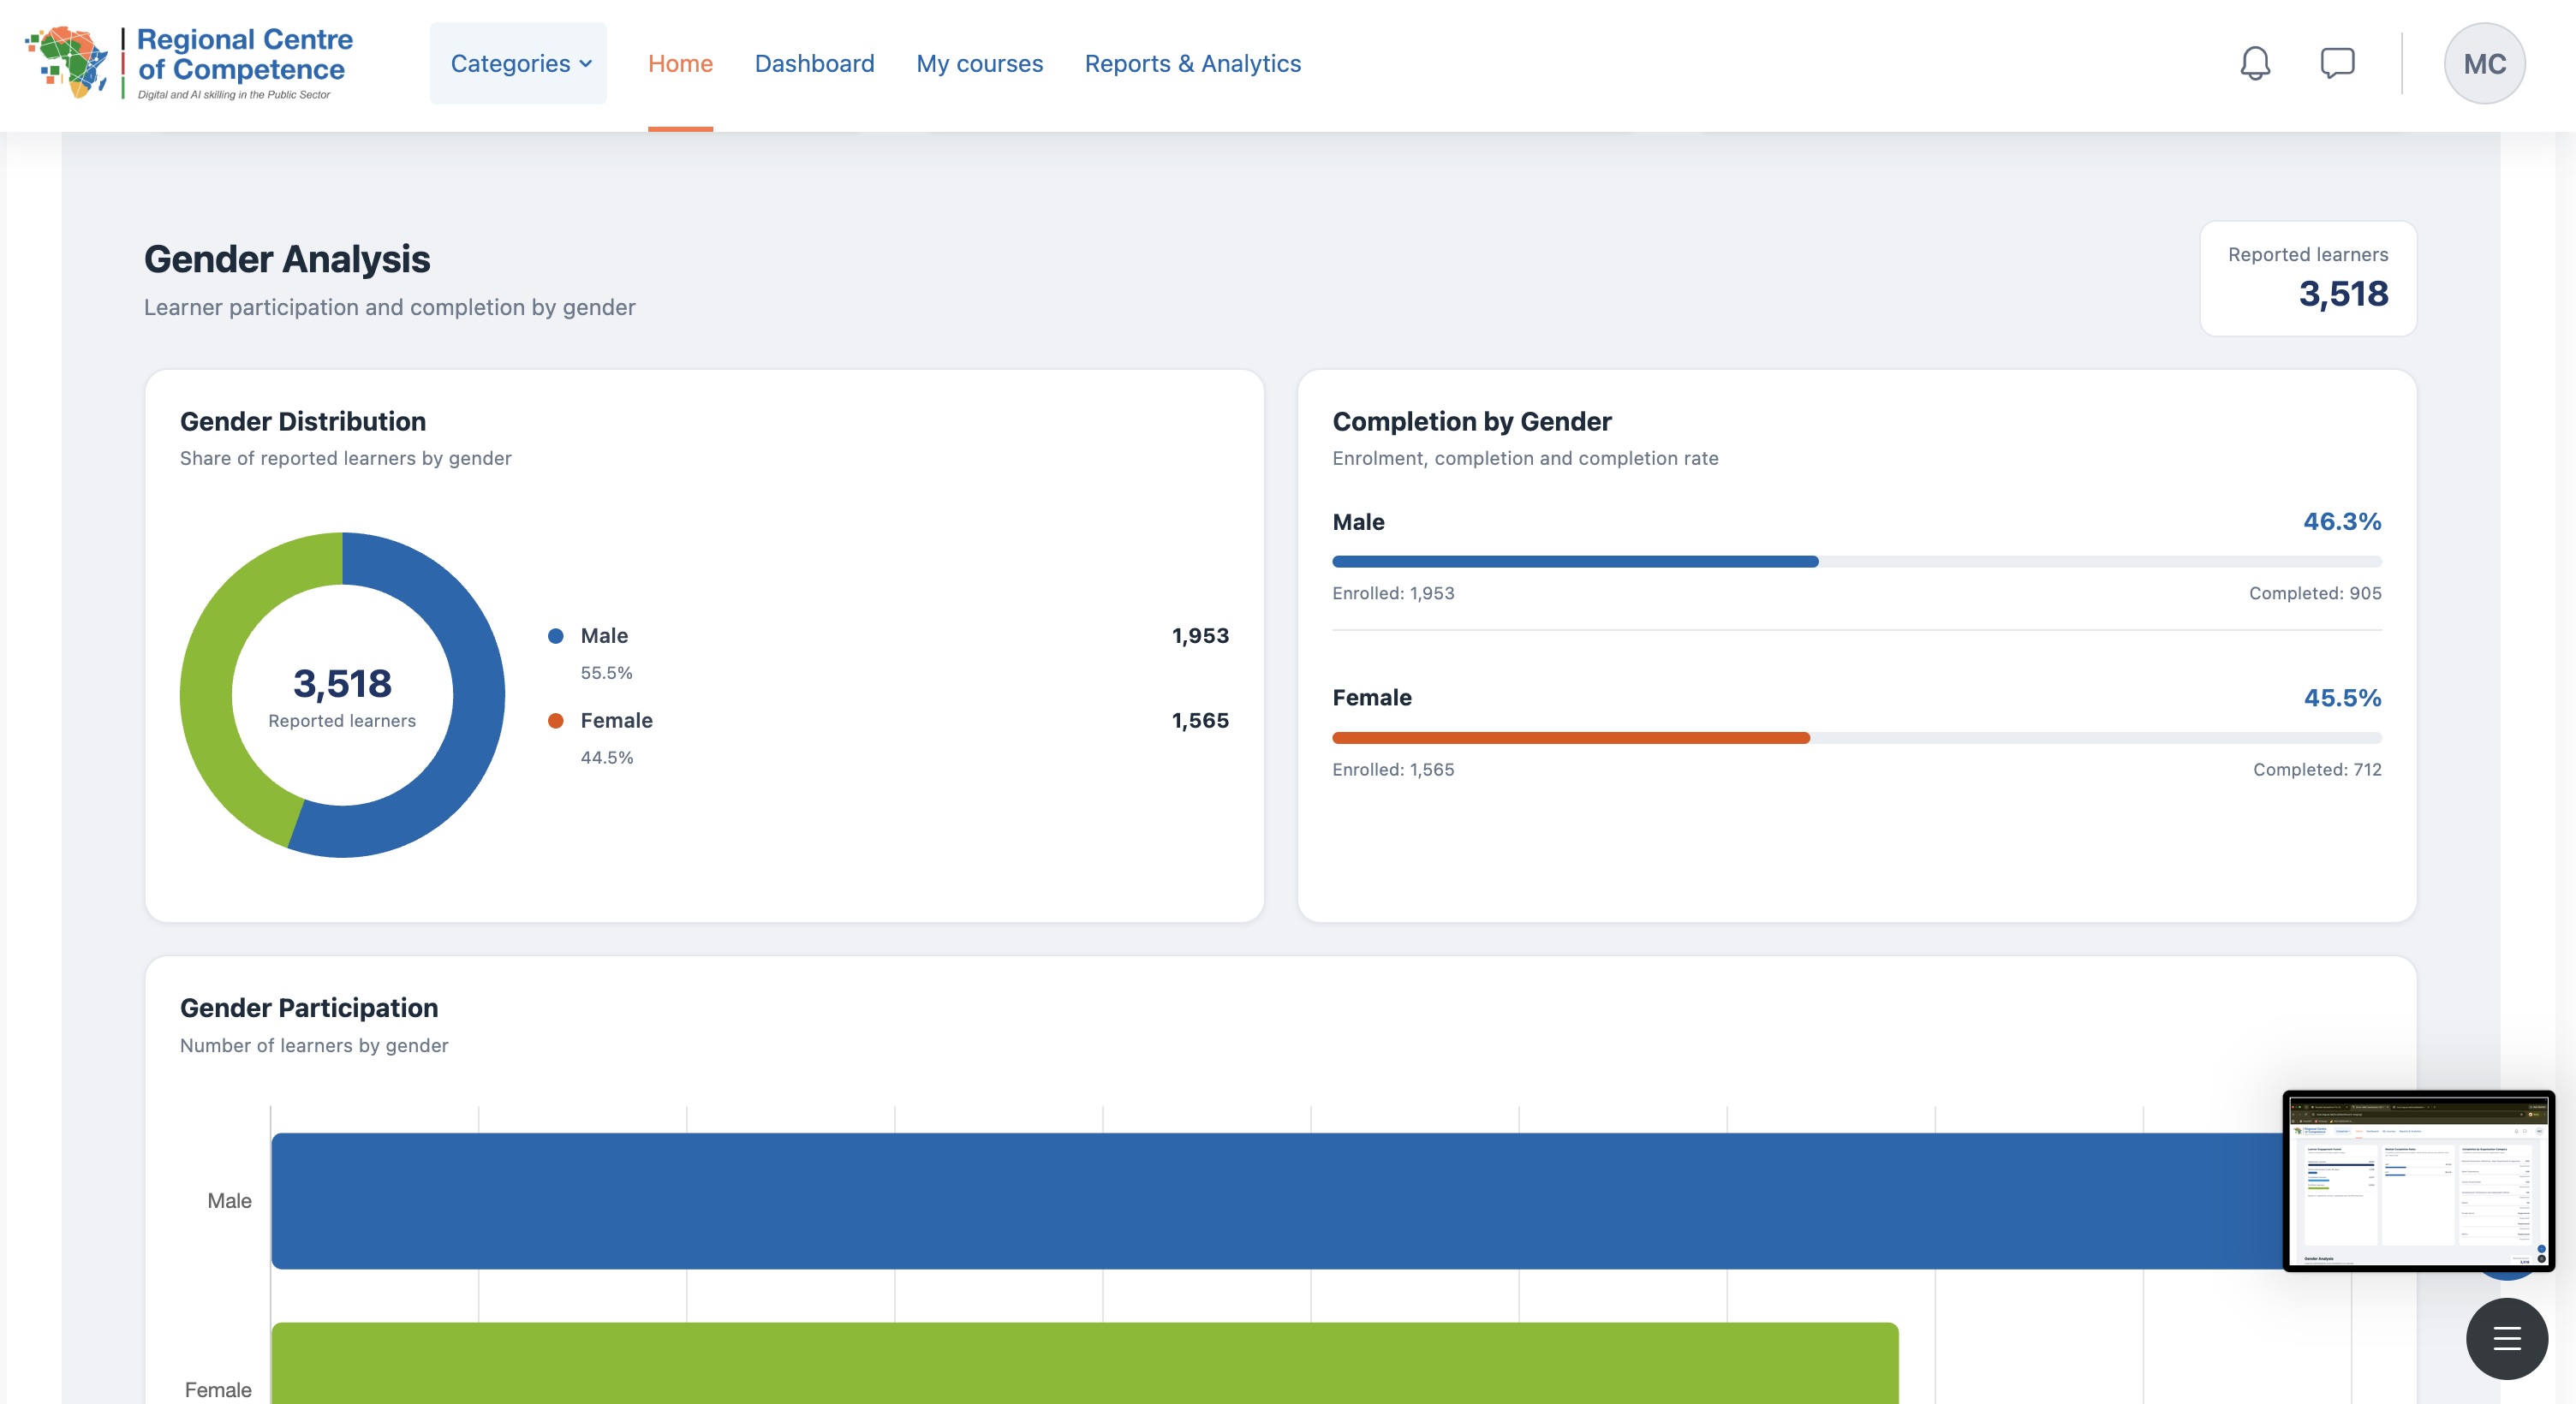 Regional Centre
of Competence
Digital and AI skilling in the Public Sector
Categories
Home
Dashboard
My courses
Reports & Analytics
MC
Gender Analysis
Learner participation and completion by gender
Reported learners
3,518
Gender Distribution
Share of reported learners by gender
3,518
Reported learners
Male
1,953
55.5%
Female
1,565
44.5%
Completion by Gender
Enrolment, completion and completion rate
Male
46.3%
Enrolled: 1,953
Completed: 905
Female
45.5%
Enrolled: 1,565
Completed: 712
Gender Participation
Number of learners by gender
Male
Female